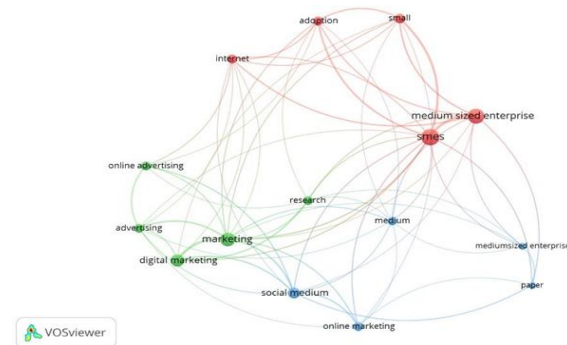 small
adoption
internet
medium sized enterprise
smes
online advertising
research
medium
advertising
marketing
mediumsized enterprise
digital marketing
paper
social medium
online marketing
VOSviewer